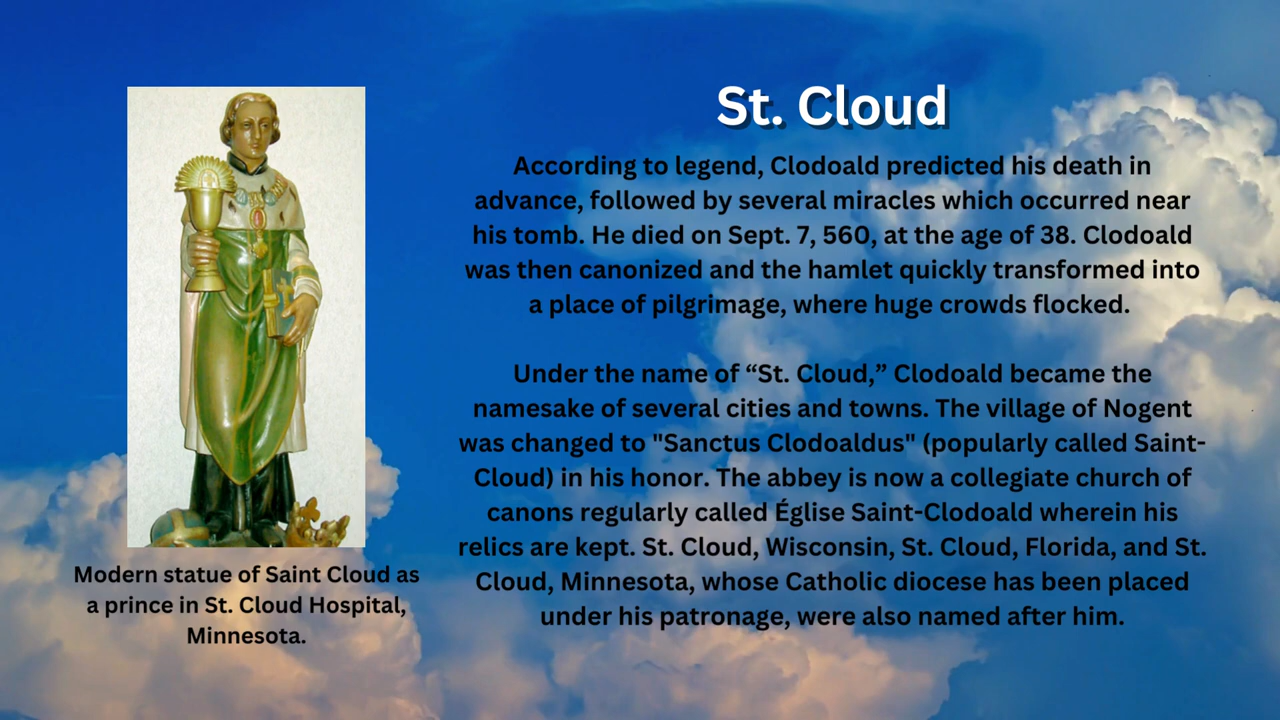 St. Cloud
According to legend, Clodoald predicted his death in
advance, followed by several miracles which occurred near
his tomb. He died on Sept. 7, 560, at the age of 38. Clodoald
was then canonized and the hamlet quickly transformed into
a place of pilgrimage, where huge crowds flocked.
Under the name of “St. Cloud,” Clodoald became the
namesake of several cities and towns. The village of Nogent
was changed to "Sanctus Clodoaldus" (popularly called Saint-
Cloud) in his honor. The abbey is now a collegiate church of
canons regularly called Église Saint-Clodoald wherein his
relics are kept. St. Cloud, Wisconsin, St. Cloud, Florida, and St.
Cloud, Minnesota, whose Catholic diocese has been placed
under his patronage, were also named after him.
Modern statue of Saint Cloud as
a prince in St. Cloud Hospital,
Minnesota.